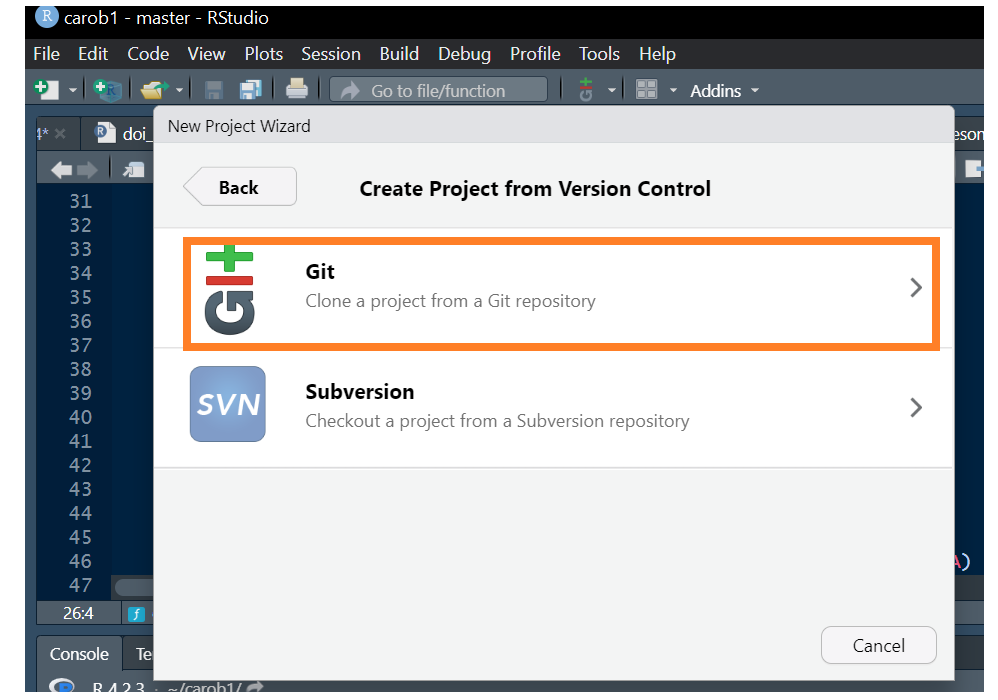 R carob1 - master - RStudio
File Edit Code View Plots Session Build Debug Profile Tools Help
Go to file/function Addins
doi_
New Project Wizard
Back
Create Project from Version Control
31
32
33
34
35
36
37
38
39
40
41
42
43
44
45
46
47
GIt
Git
Clone a project from a Git repository
SVN
Subversion
Checkout a project from a Subversion repository
A)
26:4
Cancel
Console Te
R 4.2.3 · ~/carob1/